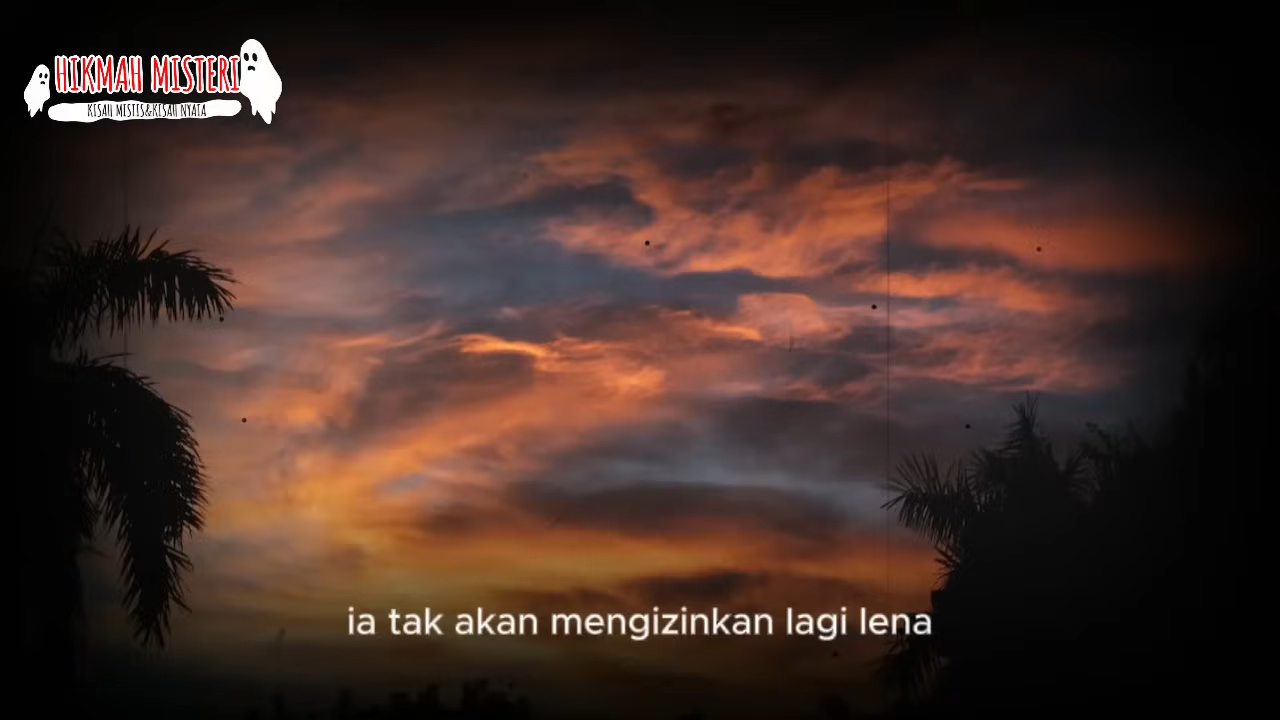 HIKMAH MISTERI
KISAH MISTIS&KISAH NYATA
ia tak akan mengizinkan lagi lena